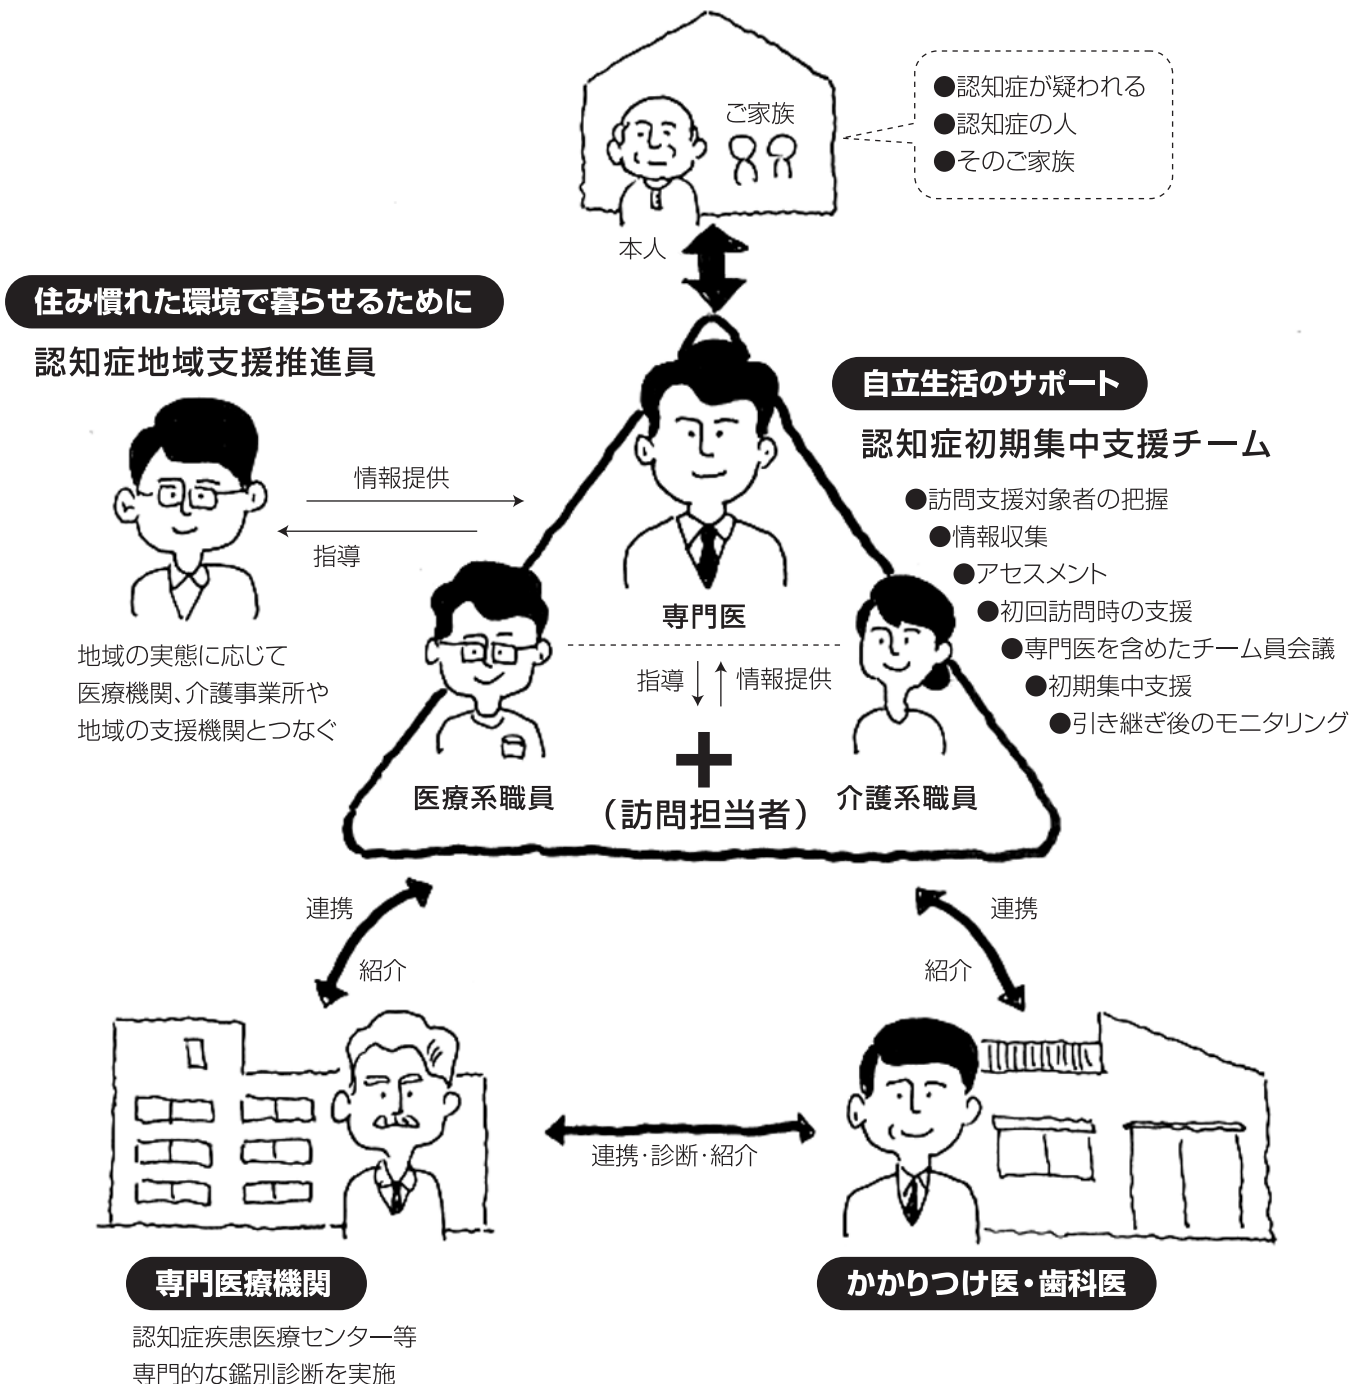 ご家族
本人
●認知症が疑われる
●認知症の人
●そのご家族
住み慣れた環境で暮らせるために
認知症地域支援推進員
情報提供
指導
地域の実態に応じて
医療機関、介護事業所や
地域の支援機関とつなぐ
自立生活のサポート
認知症初期集中支援チーム
●訪問支援対象者の把握
●情報収集
●アセスメント
●初回訪問時の支援
●専門医を含めたチーム員会議
●初期集中支援
●引き継ぎ後のモニタリング
専門医
指導
情報提供
+
（訪問担当者）
医療系職員
介護系職員
連携
紹介
連携
紹介
連携・診断・紹介
専門医療機関
認知症疾患医療センター等
専門的な鑑別診断を実施
かかりつけ医・歯科医